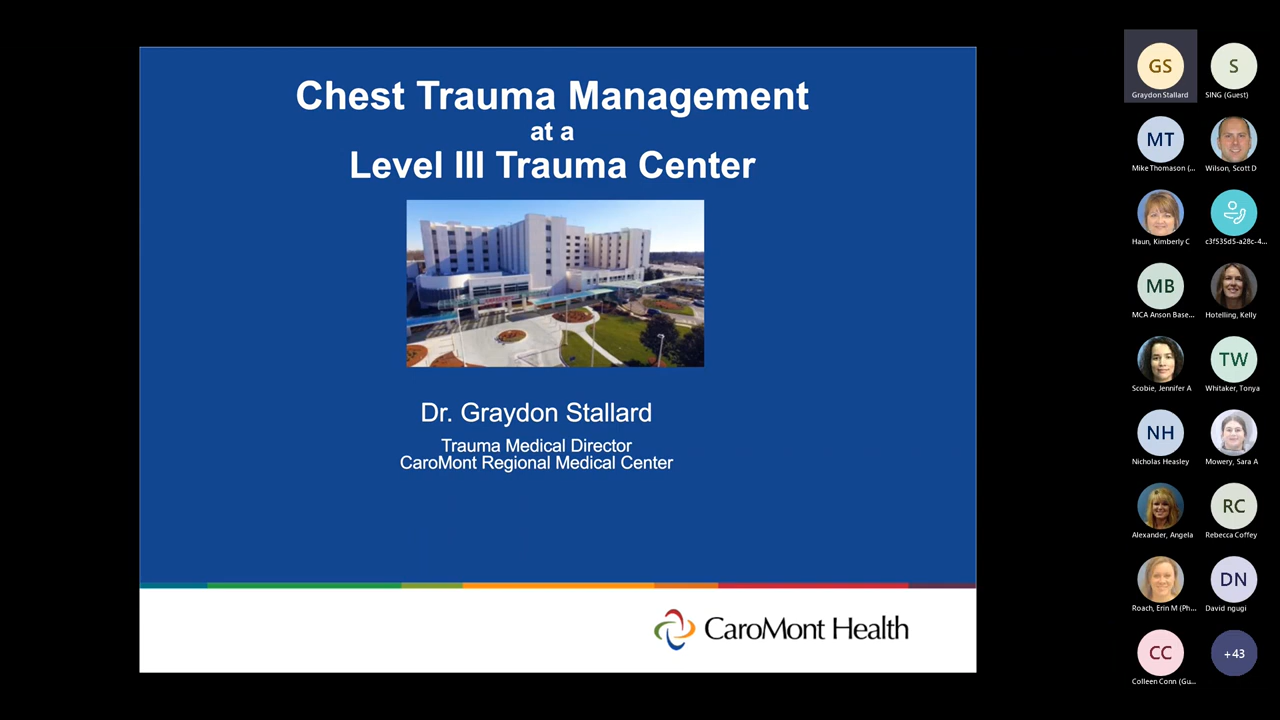 Chest Trauma Management
at a
Level III Trauma Center
Dr. Graydon Stallard
Trauma Medical Director
CaroMont Regional Medical Center
CaroMont Health
GS
Graydon Stallard
S
SING (Guest)
MT
Mike Thomason (...
Wilson, Scott D
Haun, Kimberly C
c3f535d5-a28c-4...
MB
MCA Anson Base...
Hotelling, Kelly
Scobie, Jennifer A
TW
Whitaker, Tonya
NH
Nicholas Heasley
Mowery, Sara A
Alexander, Angela
RC
Rebecca Coffey
Roach, Erin M (Ph...
DN
David ngugi
CC
Colleen Conn (Gu...
+43